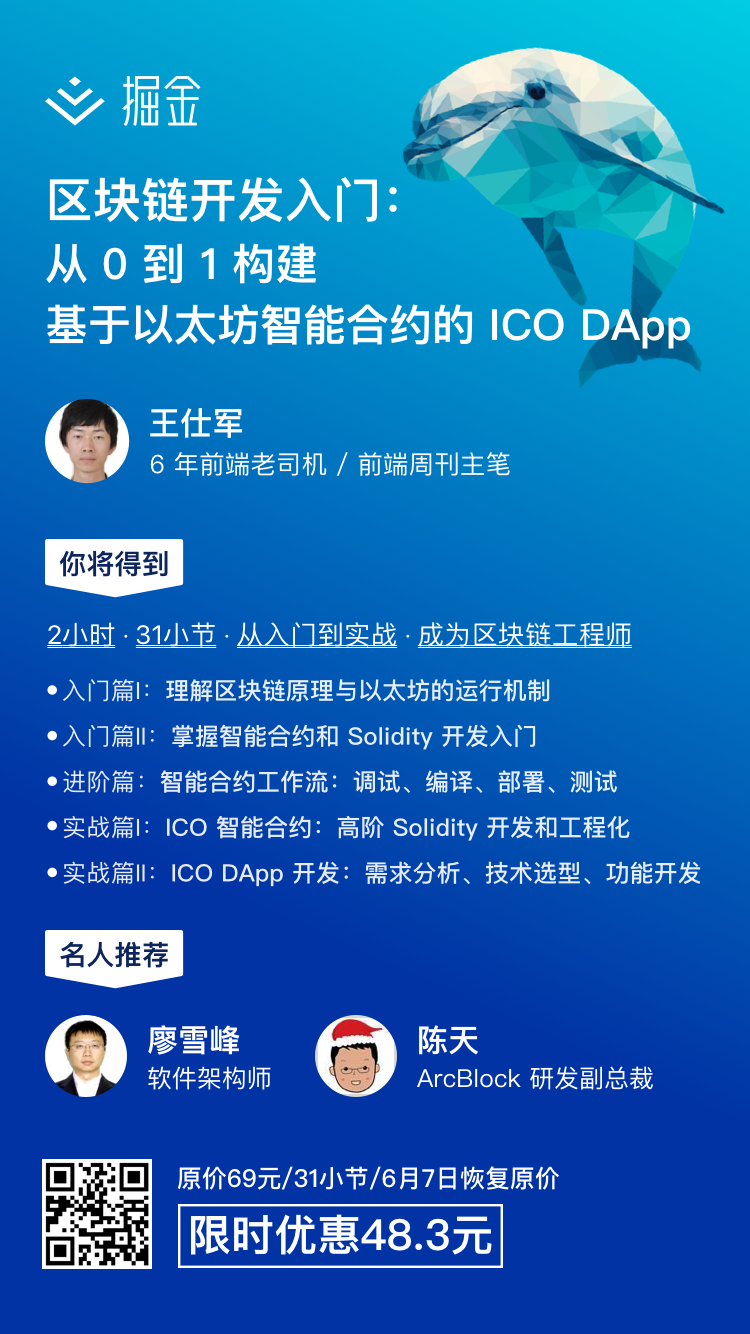 掘金
区块链开发入门：
从 0 到 1 构建
基于以太坊智能合约的 ICO DApp
王仕军
6 年前端老司机 / 前端周刊主笔
你将得到
2小时 · 31小节 · 从入门到实战 · 成为区块链工程师
• 入门篇I： 理解区块链原理与以太坊的运行机制
• 入门篇II： 掌握智能合约和 Solidity 开发入门
• 进阶篇： 智能合约工作流：调试、编译、部署、测试
• 实战篇I： ICO 智能合约：高阶 Solidity 开发和工程化
• 实战篇II： ICO DApp 开发：需求分析、技术选型、功能开发
名人推荐
廖雪峰
软件架构师
陈天
ArcBlock 研发副总裁
原价69元/31小节/6月7日恢复原价
限时优惠48.3元